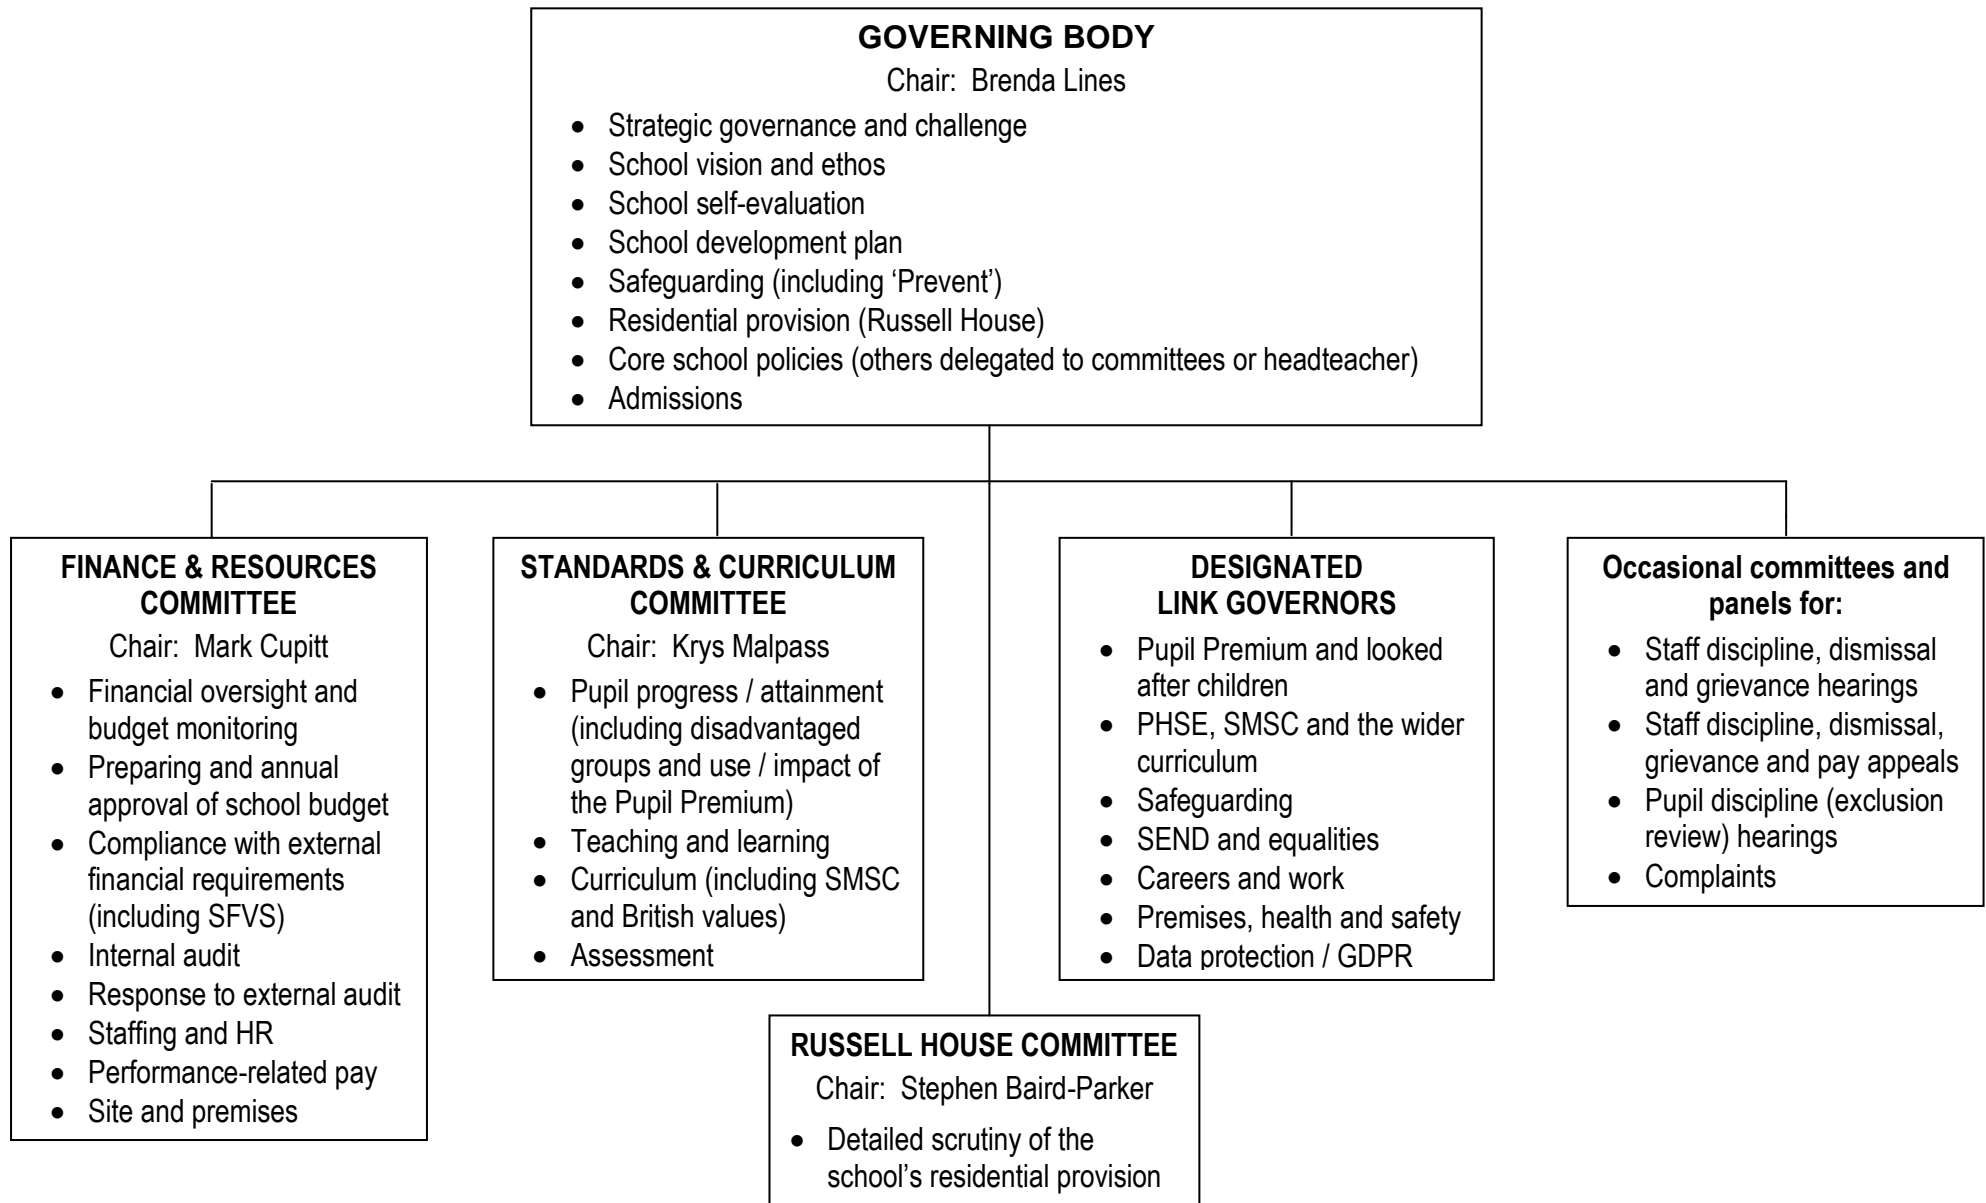 GOVERNING BODY
Chair: Brenda Lines
• Strategic governance and challenge
• School vision and ethos
• School self-evaluation
• School development plan
• Safeguarding (including ‘Prevent’)
• Residential provision (Russell House)
• Core school policies (others delegated to committees or headteacher)
• Admissions
FINANCE & RESOURCES
COMMITTEE
Chair: Mark Cupitt
• Financial oversight and
budget monitoring
• Preparing and annual
approval of school budget
• Compliance with external
financial requirements
(including SFVS)
• Internal audit
• Response to external audit
• Staffing and HR
• Performance-related pay
• Site and premises
STANDARDS & CURRICULUM
COMMITTEE
Chair: Krys Malpass
• Pupil progress / attainment
(including disadvantaged
groups and use / impact of
the Pupil Premium)
• Teaching and learning
• Curriculum (including SMSC
and British values)
• Assessment
DESIGNATED
LINK GOVERNORS
• Pupil Premium and looked
after children
• PHSE, SMSC and the wider
curriculum
• Safeguarding
• SEND and equalities
• Careers and work
• Premises, health and safety
• Data protection / GDPR
Occasional committees and
panels for:
• Staff discipline, dismissal
and grievance hearings
• Staff discipline, dismissal,
grievance and pay appeals
• Pupil discipline (exclusion
review) hearings
• Complaints
RUSSELL HOUSE COMMITTEE
Chair: Stephen Baird-Parker
• Detailed scrutiny of the
school’s residential provision